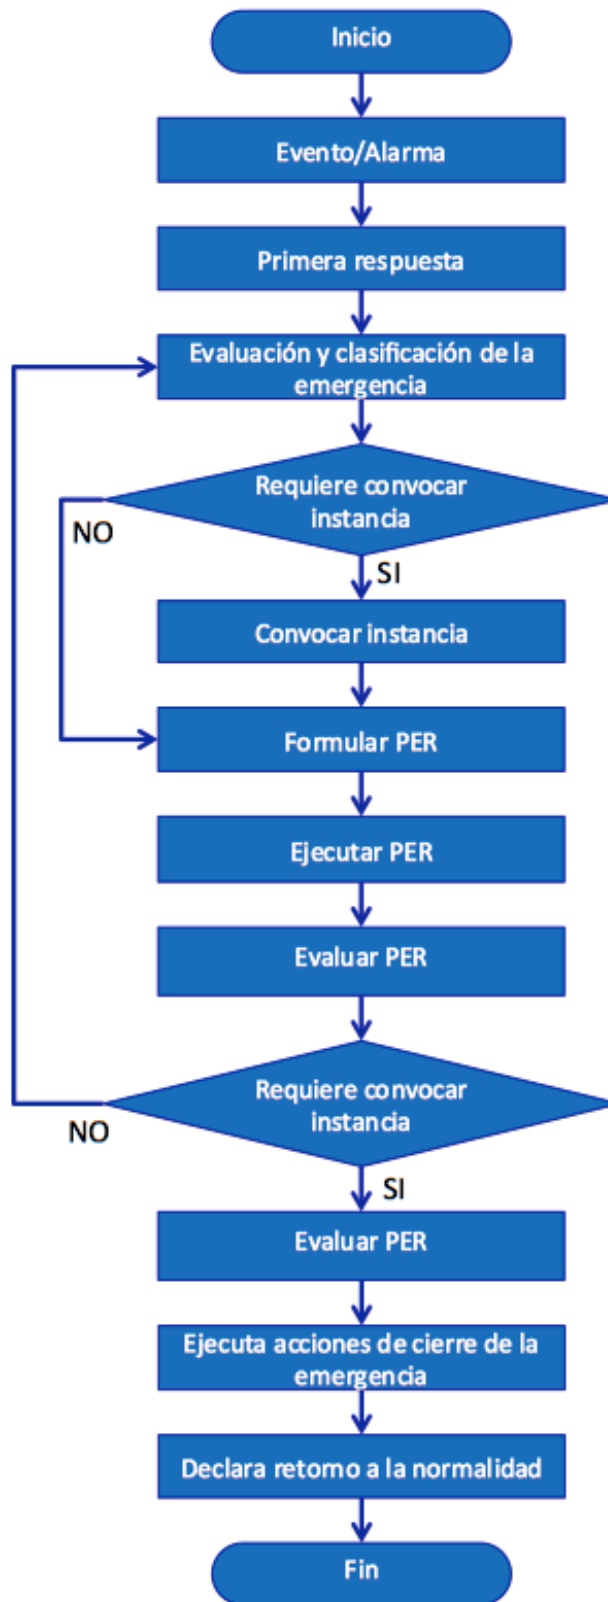 Inicio
Evento/Alarma
Primera respuesta
Evaluación y clasificación de la
emergencia
Requiere convocar
instancia
NO
SI
Convocar instancia
Formular PER
Ejecutar PER
Evaluar PER
Requiere convocar
instancia
NO
SI
Evaluar PER
Ejecuta acciones de cierre de la
emergencia
Declara retorno a la normalidad
Fin